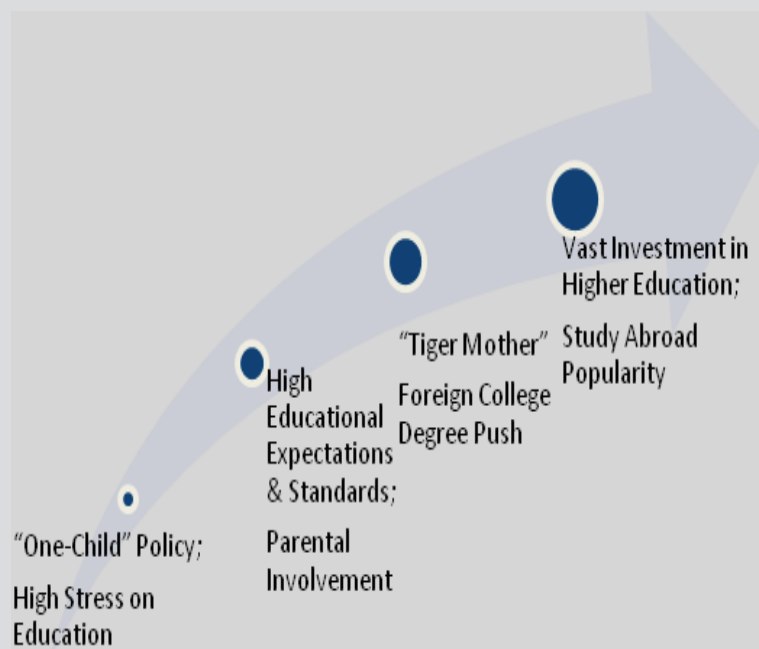 “One-Child” Policy;
High Stress on
Education
High
Educational
Expectations
& Standards;
Parental
Involvement
“Tiger Mother”
Foreign College
Degree Push
Vast Investment in
Higher Education;
Study Abroad
Popularity